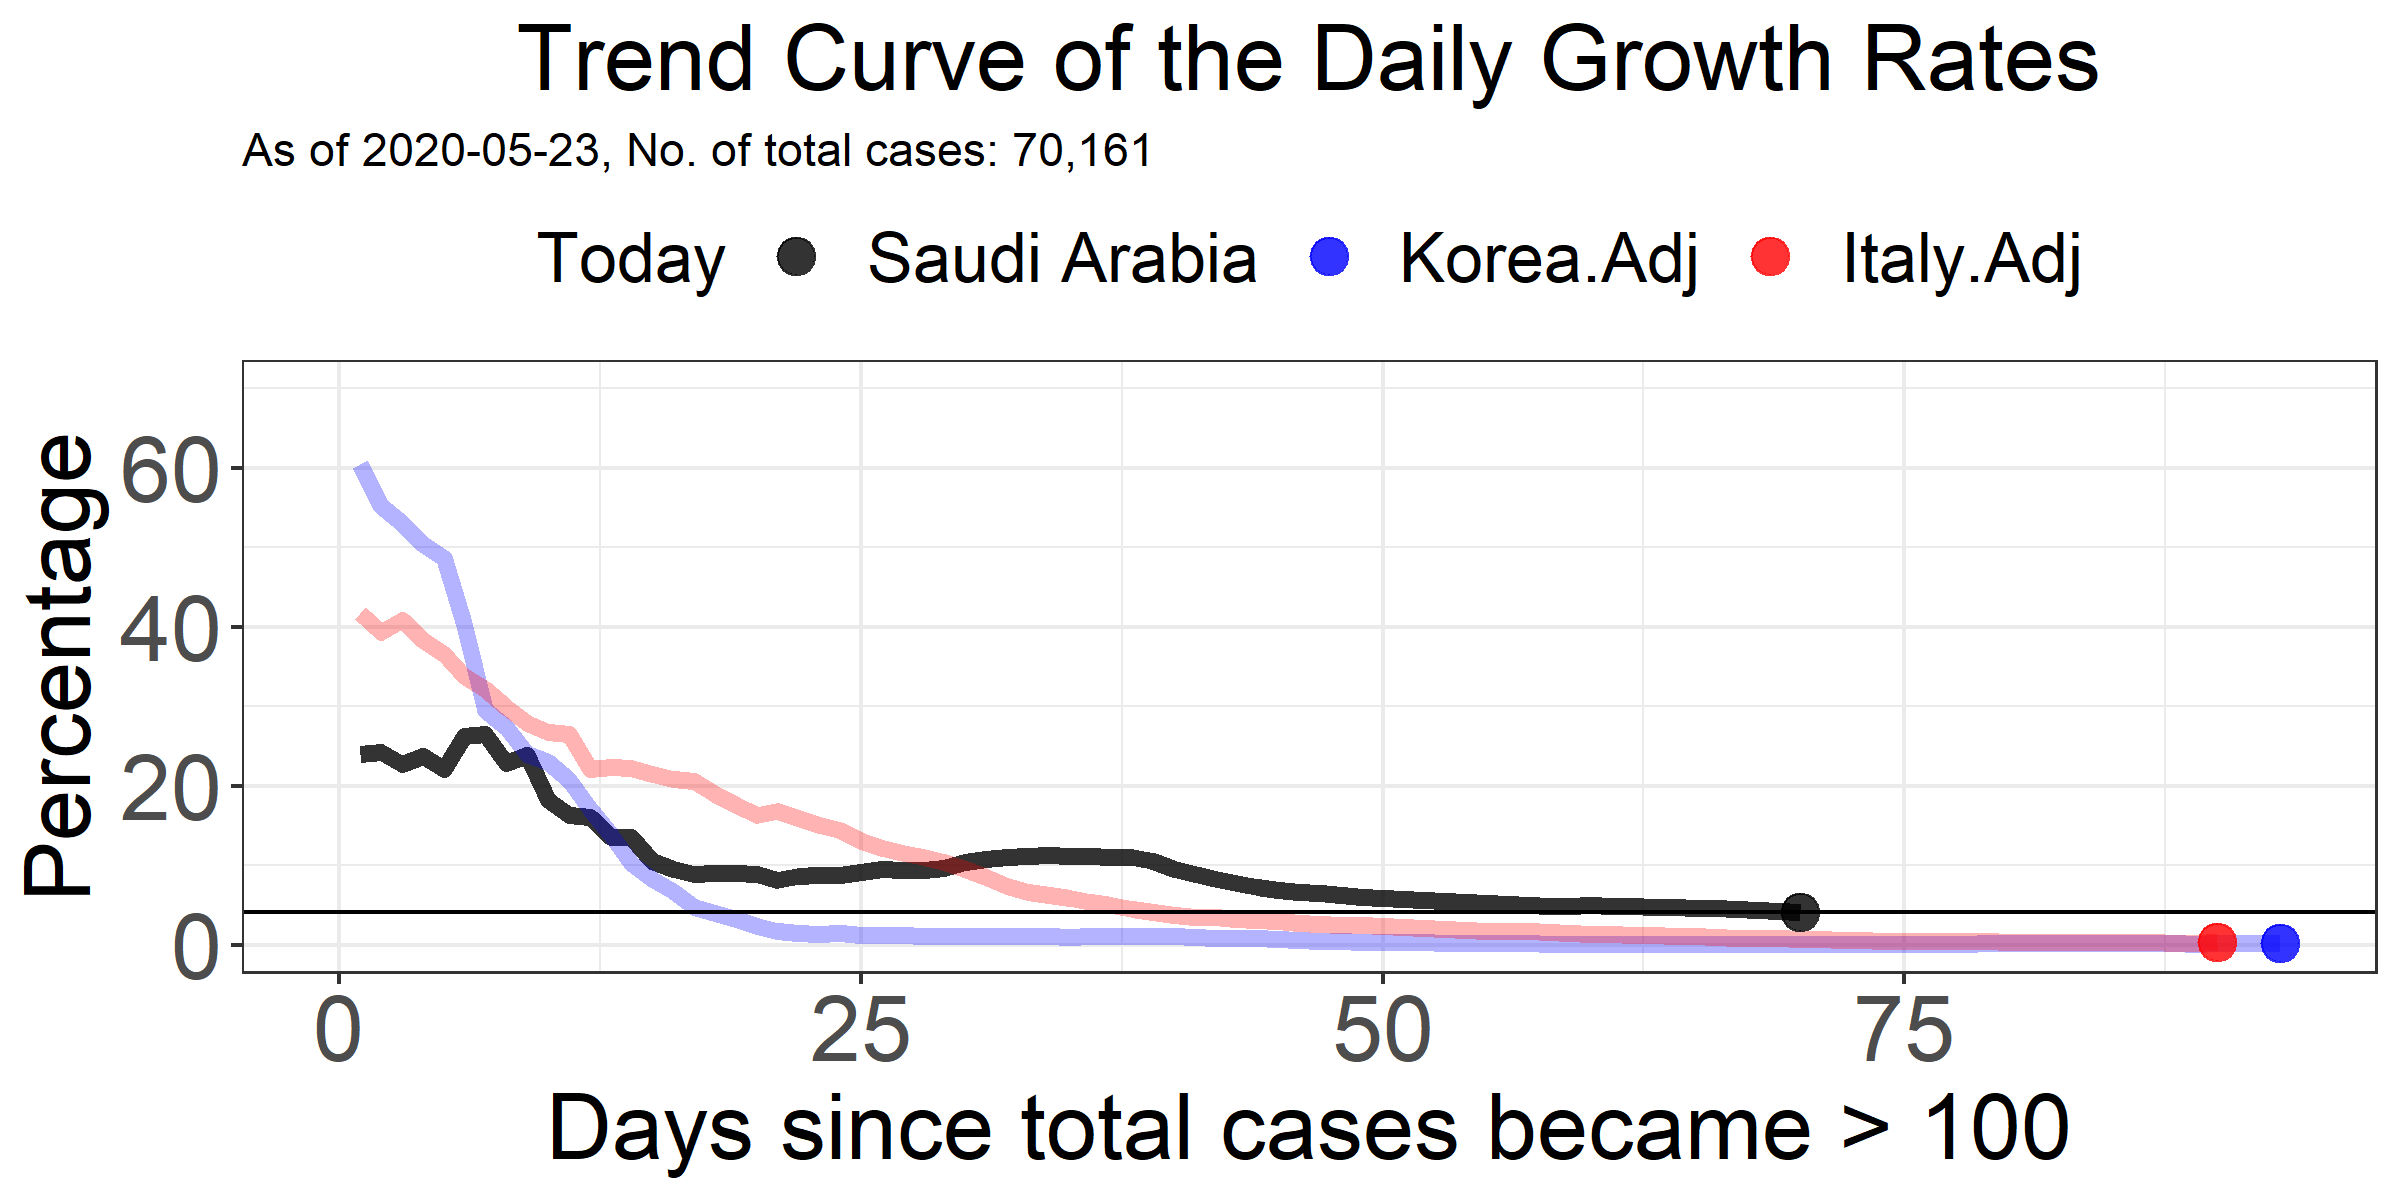 Trend Curve of the Daily Growth Rates
As of 2020-05-23, No. of total cases: 70,161
Today Saudi Arabia Korea.Adj Italy.Adj
Percentage
60
40
20
0
0 25 50 75
Days since total cases became > 100